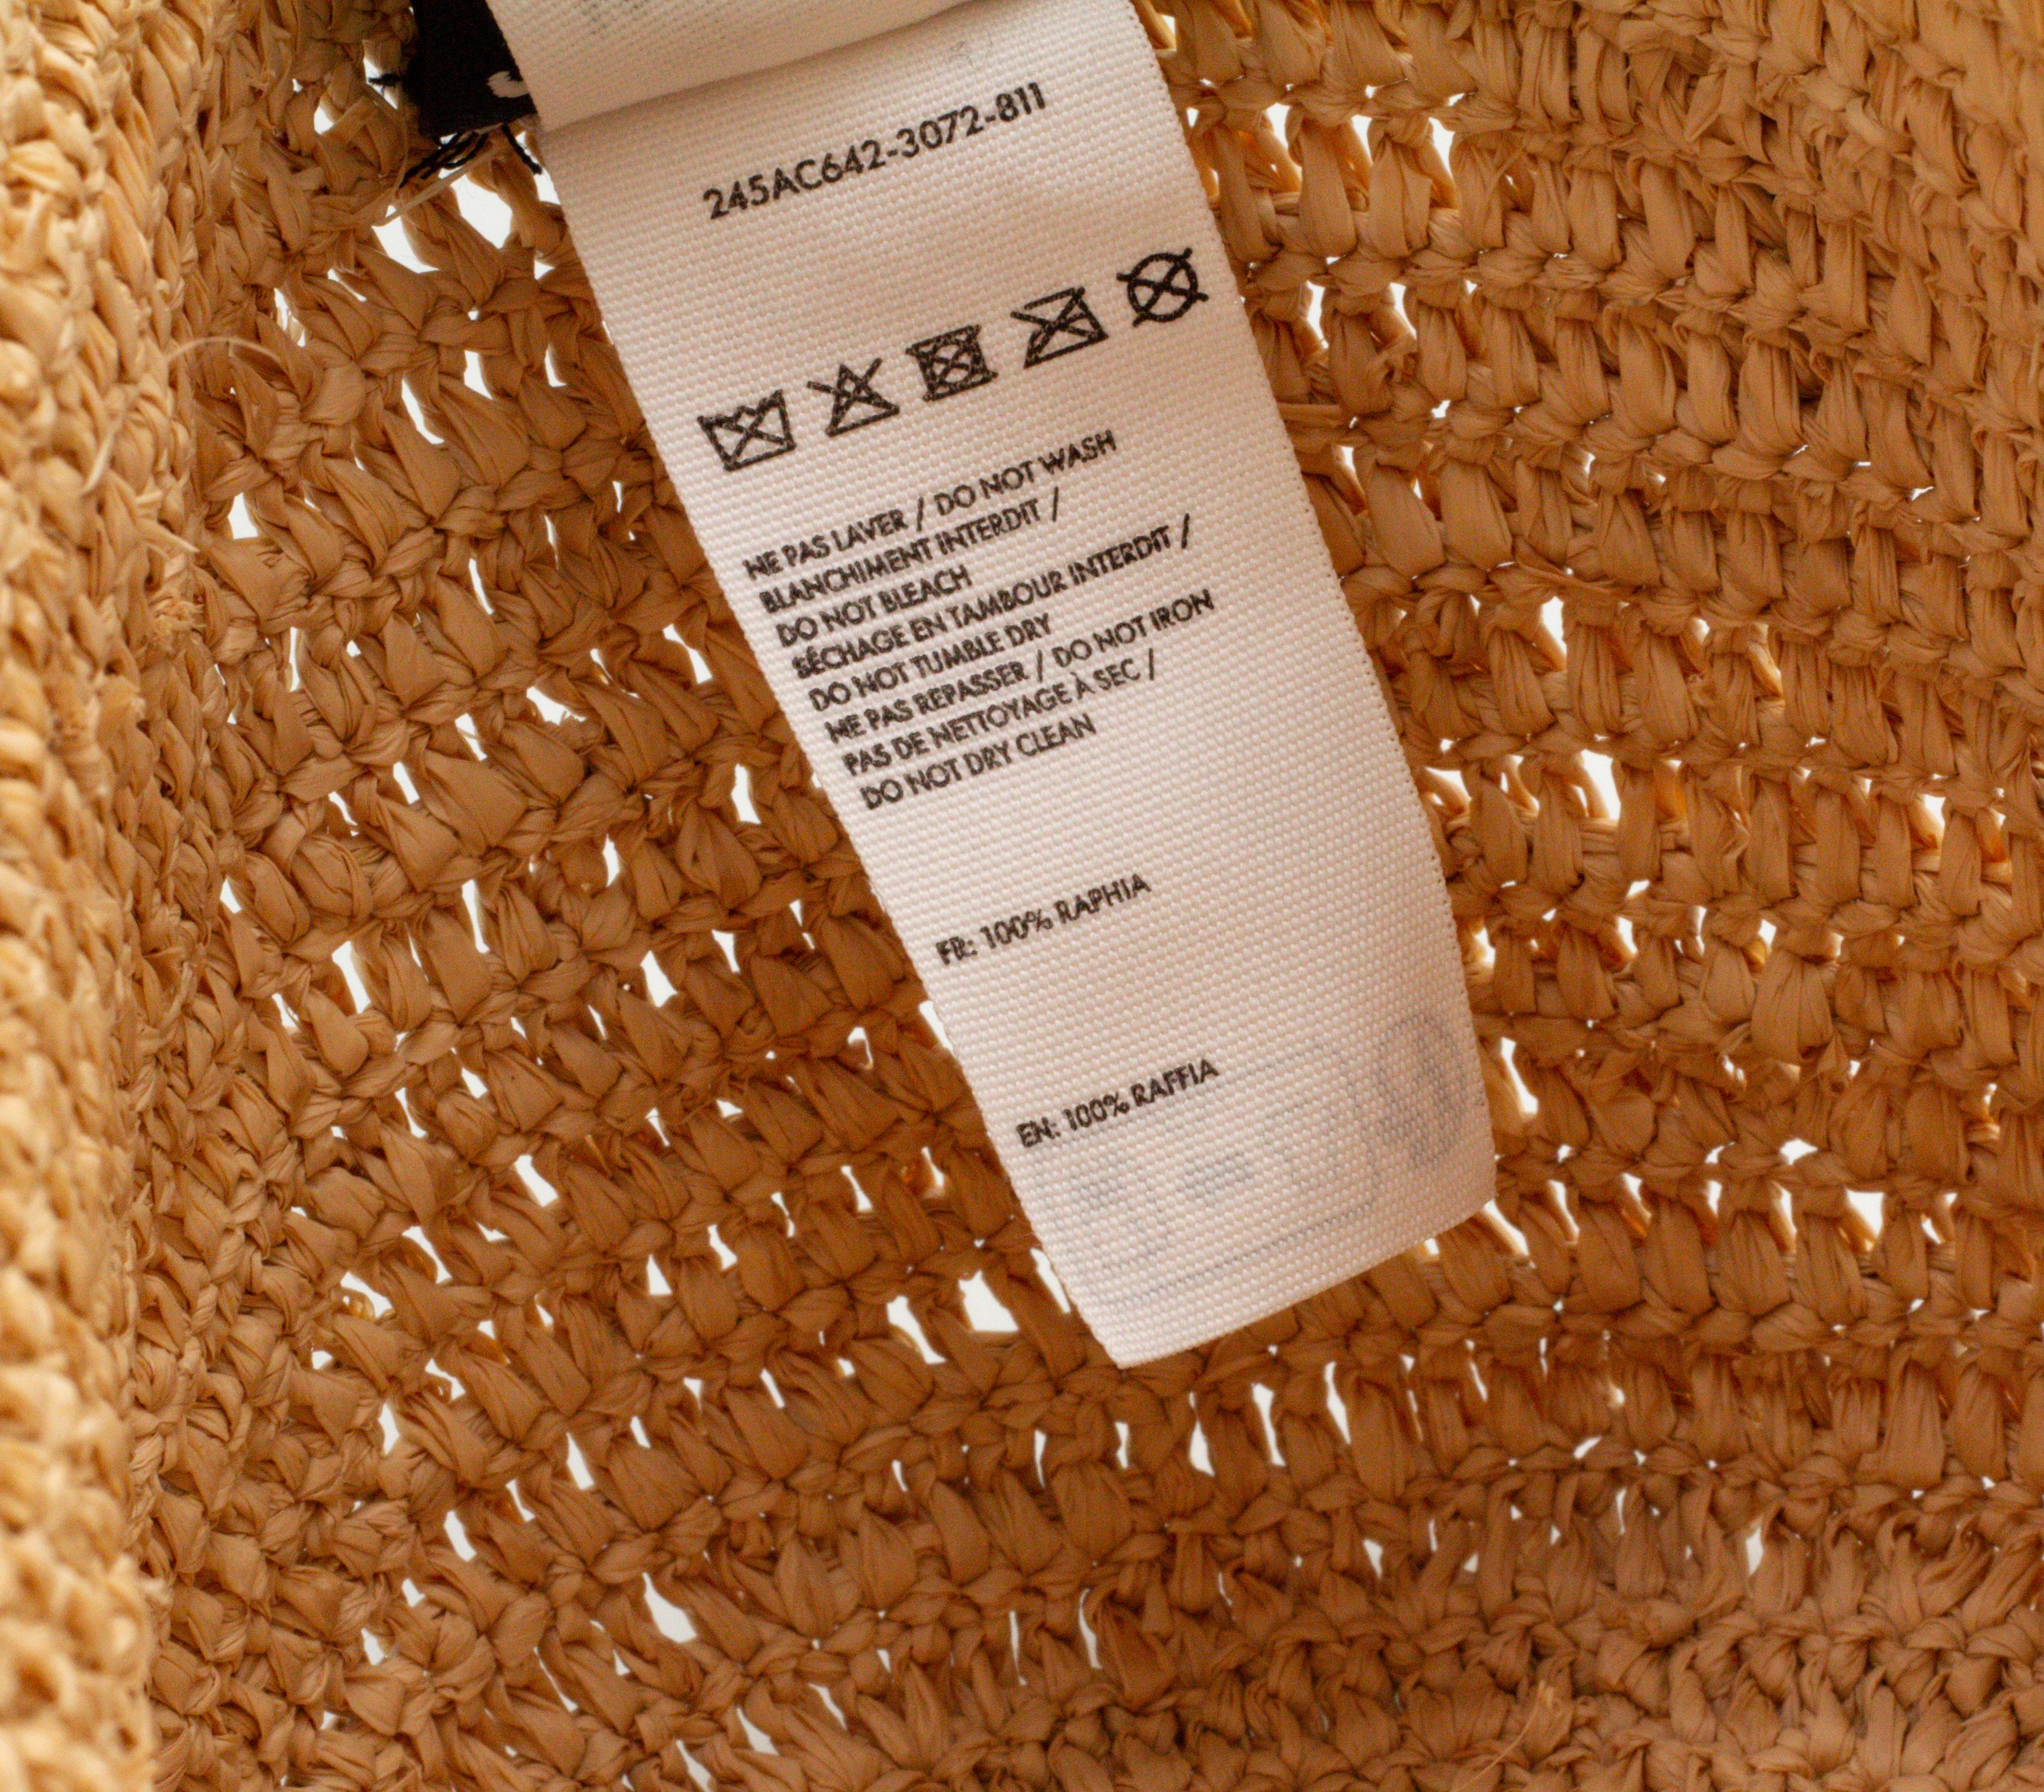 245AC642-3072-811
NE PAS LAVER / DO NOT WASH
BLANCHIMENT INTERDIT /
DO NOT BLEACH
SÉCHAGE EN TAMBOUR INTERDIT /
DO NOT TUMBLE DRY
NE PAS REPASSER / DO NOT IRON
PAS DE NETTOYAGE À SEC /
DO NOT DRY CLEAN
FR: 100% RAPHIA
EN: 100% RAFFIA